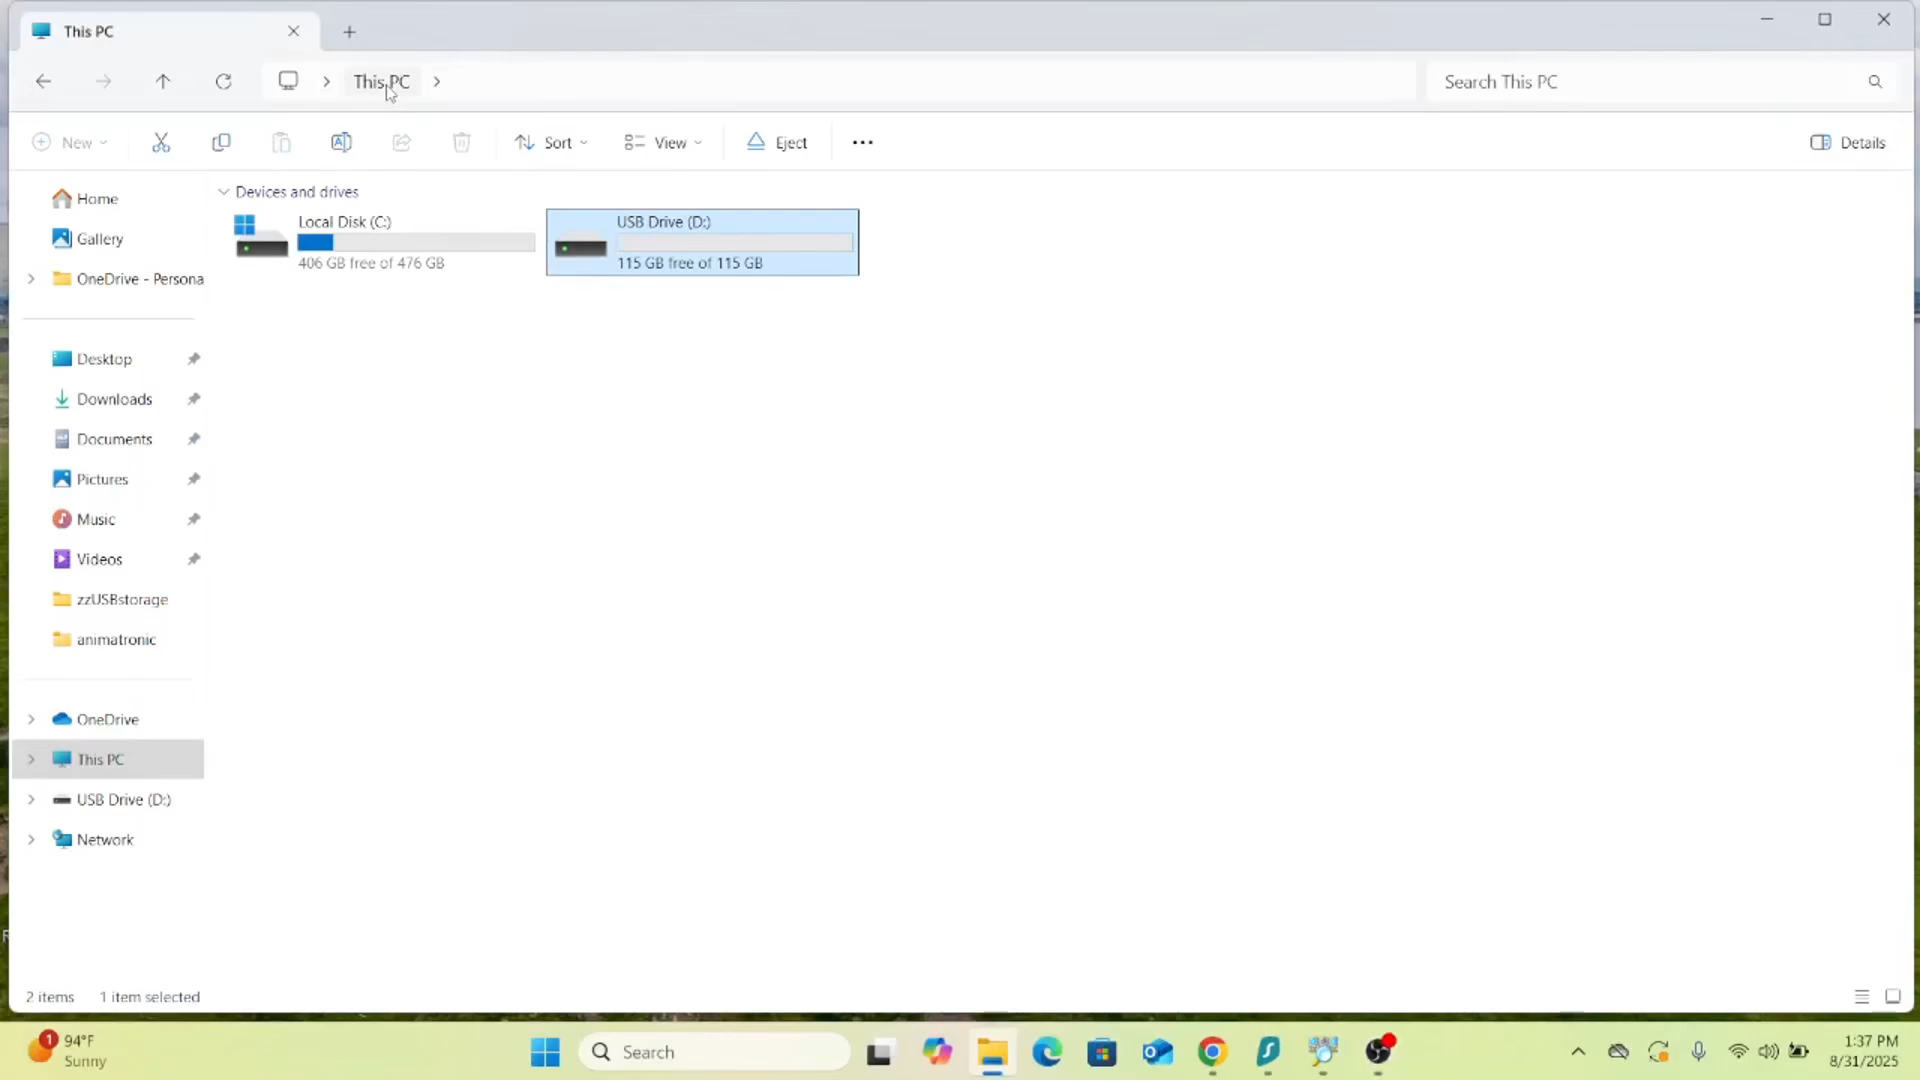 This PC
This PC
Search This PC
New
Sort
View
Eject
Details
Home
Gallery
OneDrive - Persona
Desktop
Downloads
Documents
Pictures
Music
Videos
zzUSBstorage
animatronic
OneDrive
This PC
USB Drive (D:)
Network
Devices and drives
Local Disk (C:)
406 GB free of 476 GB
USB Drive (D:)
115 GB free of 115 GB
2 items
1 item selected
1
94°F
Sunny
Search
1:37 PM
8/31/2025